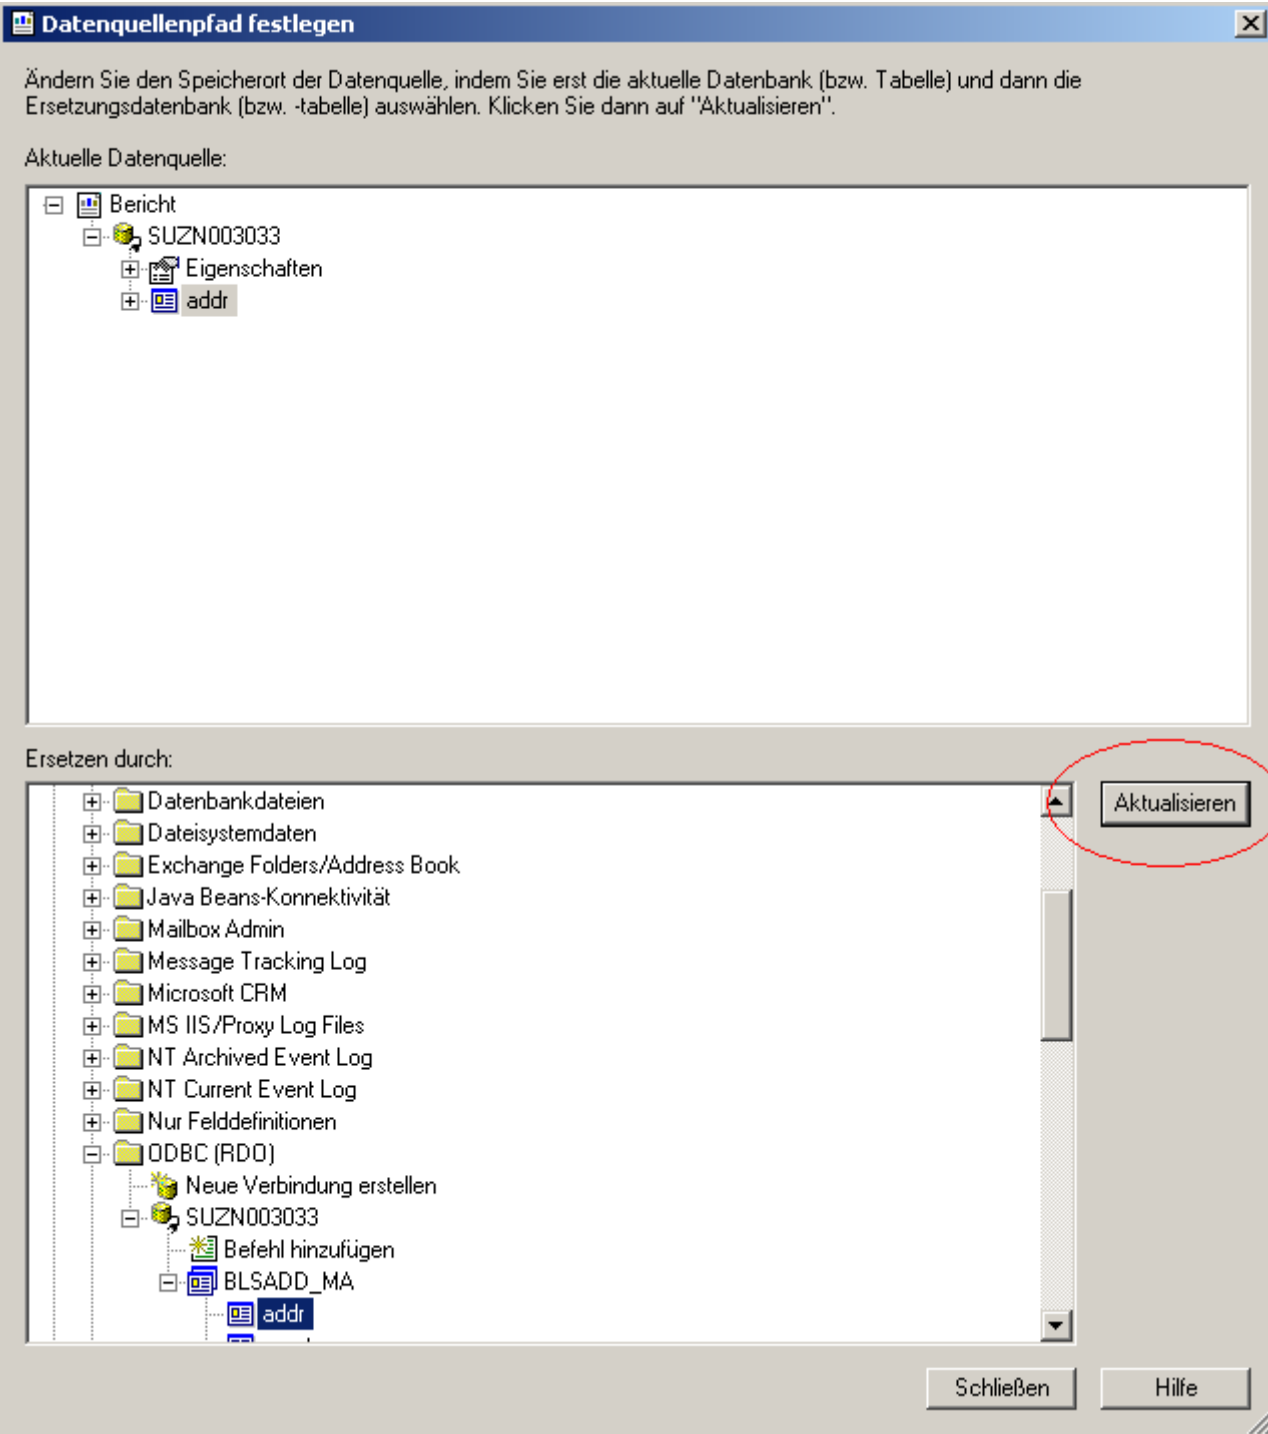 Datenquellenpfad festlegen
Ändern Sie den Speicherort der Datenquelle, indem Sie erst die aktuelle Datenbank (bzw. Tabelle) und dann die
Ersetzungsdatenbank (bzw. -tabelle) auswählen. Klicken Sie dann auf "Aktualisieren".
Aktuelle Datenquelle:
Bericht
SUZN003033
Eigenschaften
addr
Ersetzen durch:
Datenbankdateien
Aktualisieren
Dateisystemdaten
Exchange Folders/Address Book
Java Beans-Konnektivität
Mailbox Admin
Message Tracking Log
Microsoft CRM
MS IIS/Proxy Log Files
NT Archived Event Log
NT Current Event Log
Nur Felddefinitionen
ODBC (RDO)
Neue Verbindung erstellen
SUZN003033
Befehl hinzufügen
BLSADD_MA
addr
Schließen
Hilfe